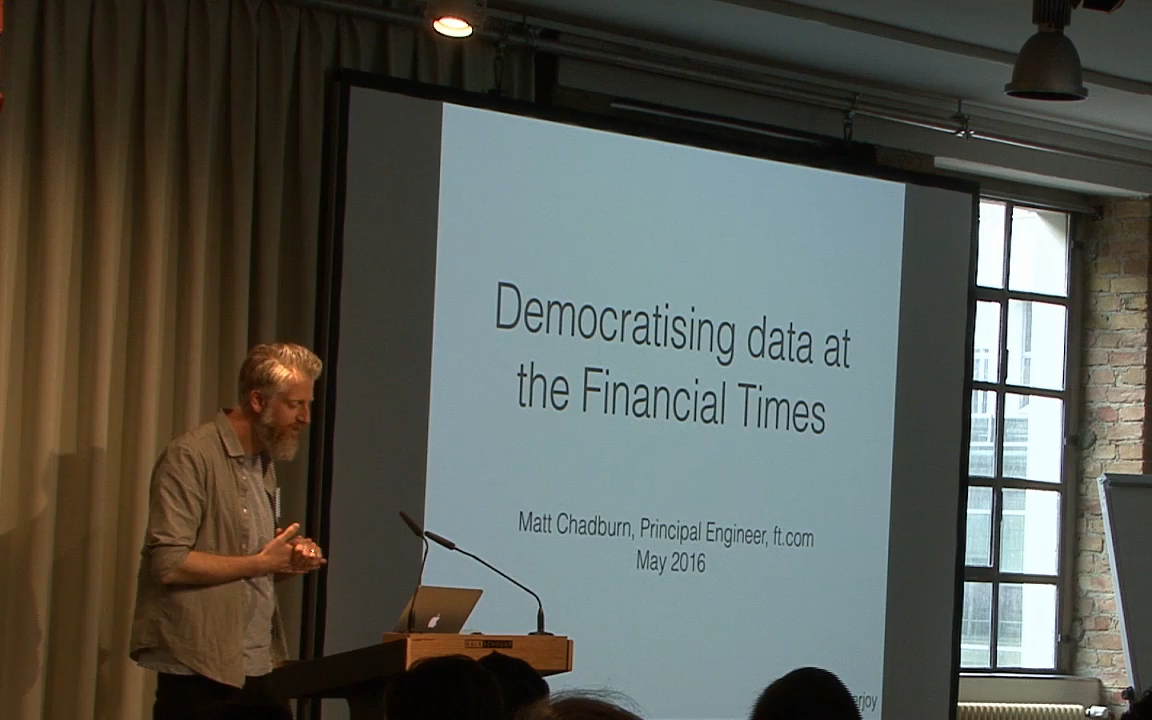 Democratising data at
the Financial Times
Matt Chadburn, Principal Engineer, ft.com
May 2016